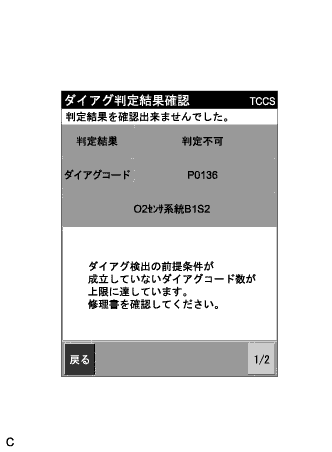 ダイアグ判定結果確認 TCCS
判定結果を確認出来ませんでした。
判定結果 判定不可
ダイアグコード P0136
O2ｾﾝｻ系統B1S2
ダイアグ検出の前提条件が
成立していないダイアグコード数が
上限に達しています。
修理書を確認してください。
戻る 1/2
C